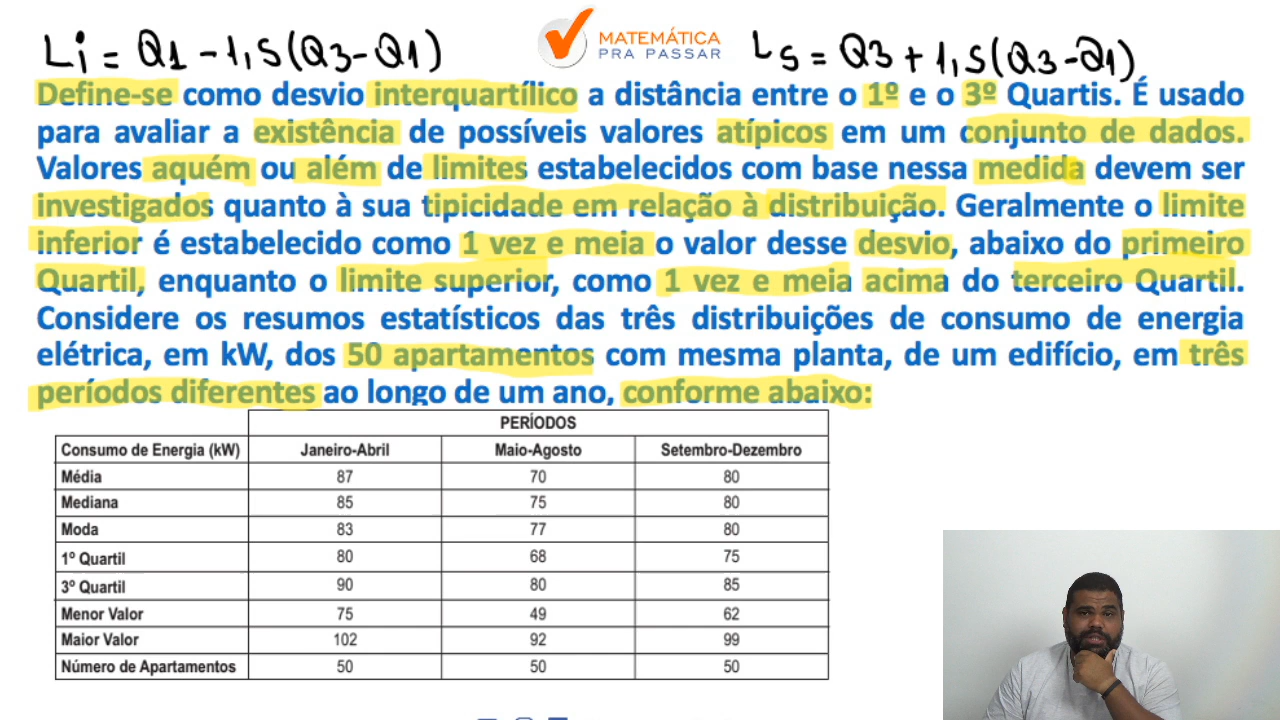 Li = Q1 - 1,5(Q3-Q1)
MATEMÁTICA
PRA PASSAR
Ls = Q3 + 1,5(Q3-Q1)
Define-se como desvio interquartílico a distância entre o 1º e o 3º Quartis. É usado
para avaliar a existência de possíveis valores atípicos em um conjunto de dados.
Valores aquém ou além de limites estabelecidos com base nessa medida devem ser
investigados quanto à sua tipicidade em relação à distribuição. Geralmente o limite
inferior é estabelecido como 1 vez e meia o valor desse desvio, abaixo do primeiro
Quartil, enquanto o limite superior, como 1 vez e meia acima do terceiro Quartil.
Considere os resumos estatísticos das três distribuições de consumo de energia
elétrica, em kW, dos 50 apartamentos com mesma planta, de um edifício, em três
períodos diferentes ao longo de um ano, conforme abaixo:
PERÍODOS
Consumo de Energia (kW) Janeiro-Abril Maio-Agosto Setembro-Dezembro
Média 87 70 80
Mediana 85 75 80
Moda 83 77 80
1º Quartil 80 68 75
3º Quartil 90 80 85
Menor Valor 75 49 62
Maior Valor 102 92 99
Número de Apartamentos 50 50 50